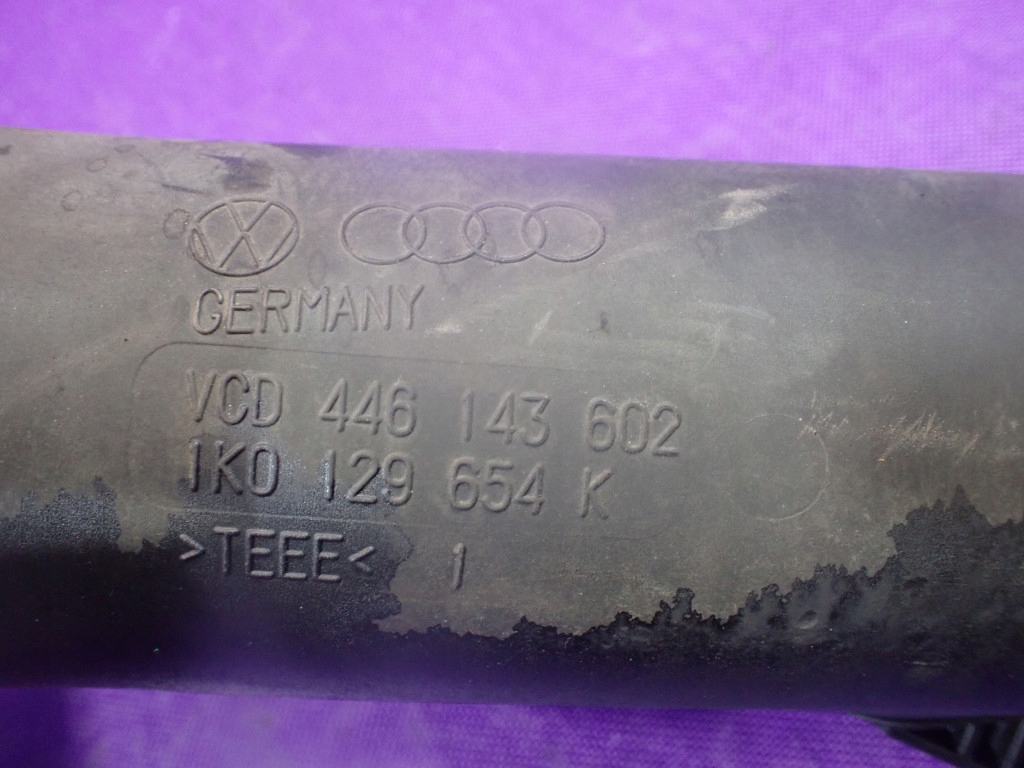 GERMANY
VCD 446 143 602
1K0 129 654 K
>TEEE< 1